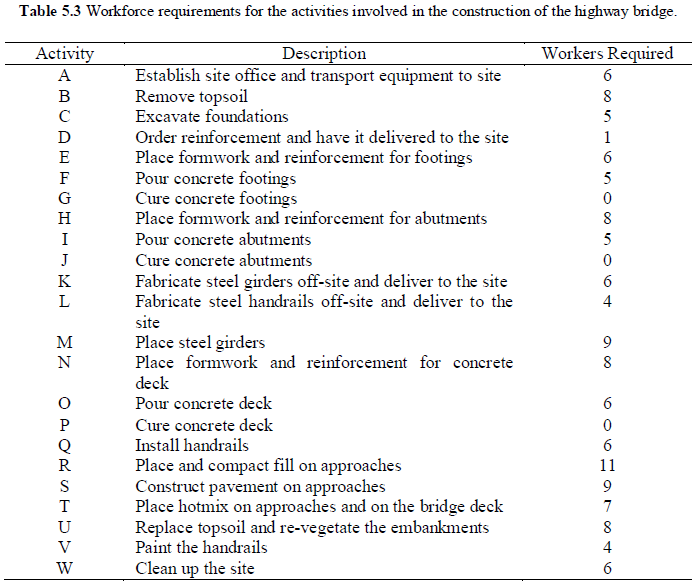 Table 5.3 Workforce requirements for the activities involved in the construction of the highway bridge.
Activity Description Workers Required
A Establish site office and transport equipment to site 6
B Remove topsoil 8
C Excavate foundations 5
D Order reinforcement and have it delivered to the site 1
E Place formwork and reinforcement for footings 6
F Pour concrete footings 5
G Cure concrete footings 0
H Place formwork and reinforcement for abutments 8
I Pour concrete abutments 5
J Cure concrete abutments 0
K Fabricate steel girders off-site and deliver to the site 6
L Fabricate steel handrails off-site and deliver to the 4
site
M Place steel girders 9
N Place formwork and reinforcement for concrete 8
deck
O Pour concrete deck 6
P Cure concrete deck 0
Q Install handrails 6
R Place and compact fill on approaches 11
S Construct pavement on approaches 9
T Place hotmix on approaches and on the bridge deck 7
U Replace topsoil and re-vegetate the embankments 8
V Paint the handrails 4
W Clean up the site 6